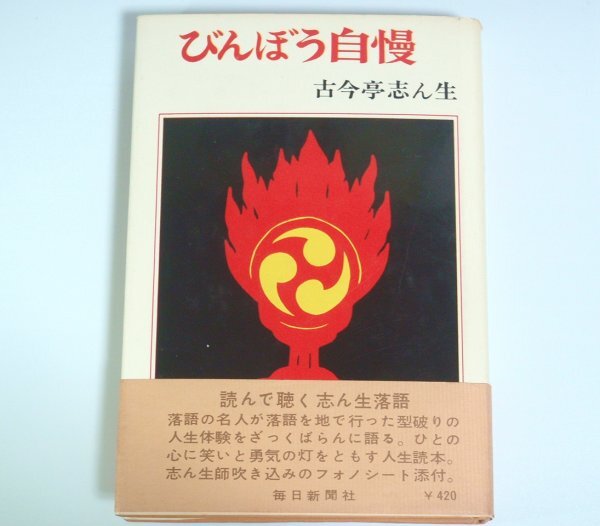 びんぼう自慢
古今亭志ん生
読んで聴く志ん生落語
落語の名人が落語を地で行った型破りの
人生体験をざっくばらんに語る。ひとの
心に笑いと勇気の灯をともす人生読本。
志ん生師吹き込みのフォノシート添付。
毎日新聞社 ￥420